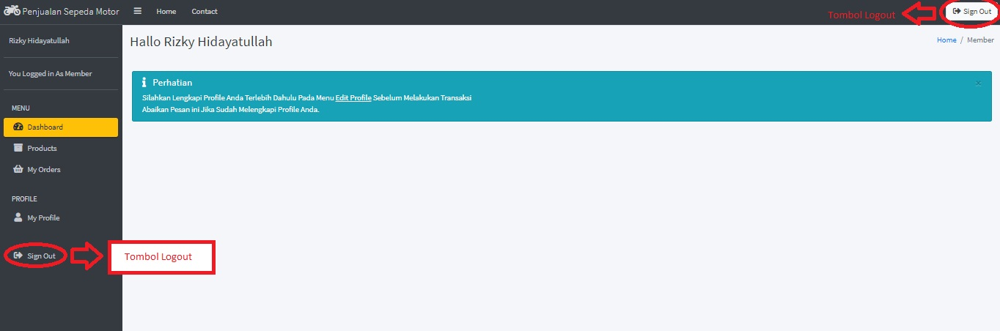 Penjualan Sepeda Motor
Home
Contact
Tombol Logout
Sign Out
Rizky Hidayatullah
You Logged in As Member
MENU
Dashboard
Products
My Orders
PROFILE
My Profile
Sign Out
Tombol Logout
Hallo Rizky Hidayatullah
Home / Member
Perhatian
×
Silahkan Lengkapi Profile Anda Terlebih Dahulu Pada Menu Edit Profile Sebelum Melakukan Transaksi
Abaikan Pesan ini Jika Sudah Melengkapi Profile Anda.